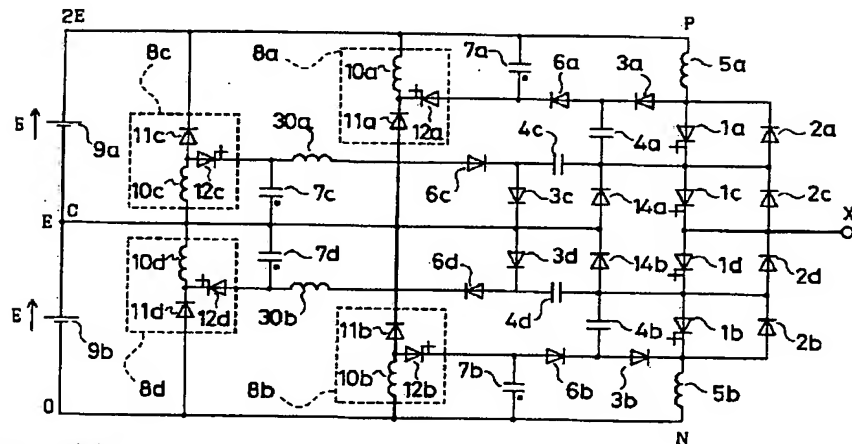 2E P
8c 8a 7a 6a 3a 5a
10a
1a 2a
E 9a 11c 30a 11a 12a 4c 4a
10c 12c 7c 6c 3c 14a 1c 2c
E C X
10d 7d 6d 3d 14b 1d 2d
11d 12d 30b 11b 4d 4b 1b 2b
E 9b
10b 12b
8d 8b 7b 6b 3b 5b
0 N